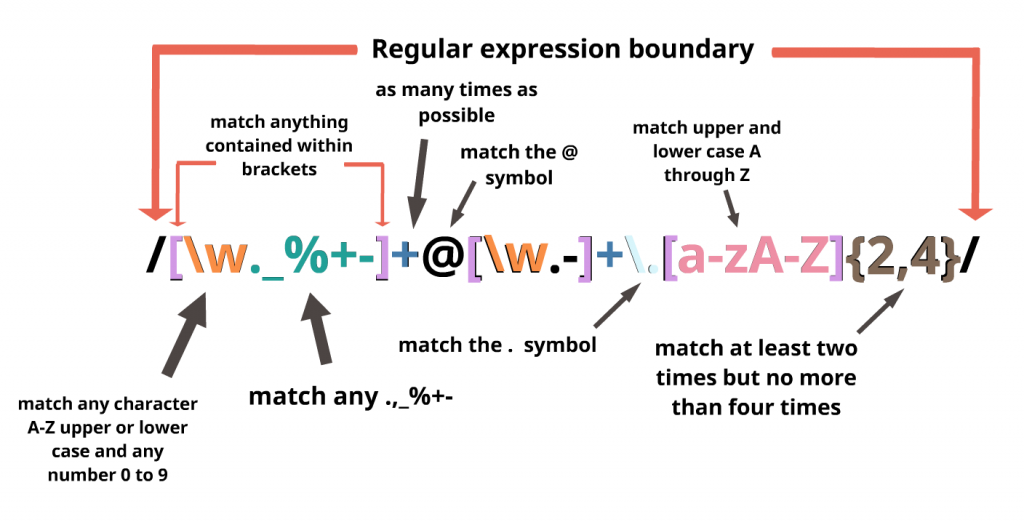 Regular expression boundary
as many times as
possible
match anything
contained within
brackets
match the @
symbol
match upper and
lower case A
through Z
/[\w._%+-]+@[\w.-]+\.[a-zA-Z]{2,4}/
match the . symbol
match at least two
times but no more
than four times
match any .,_%+-
match any character
A-Z upper or lower
case and any
number 0 to 9